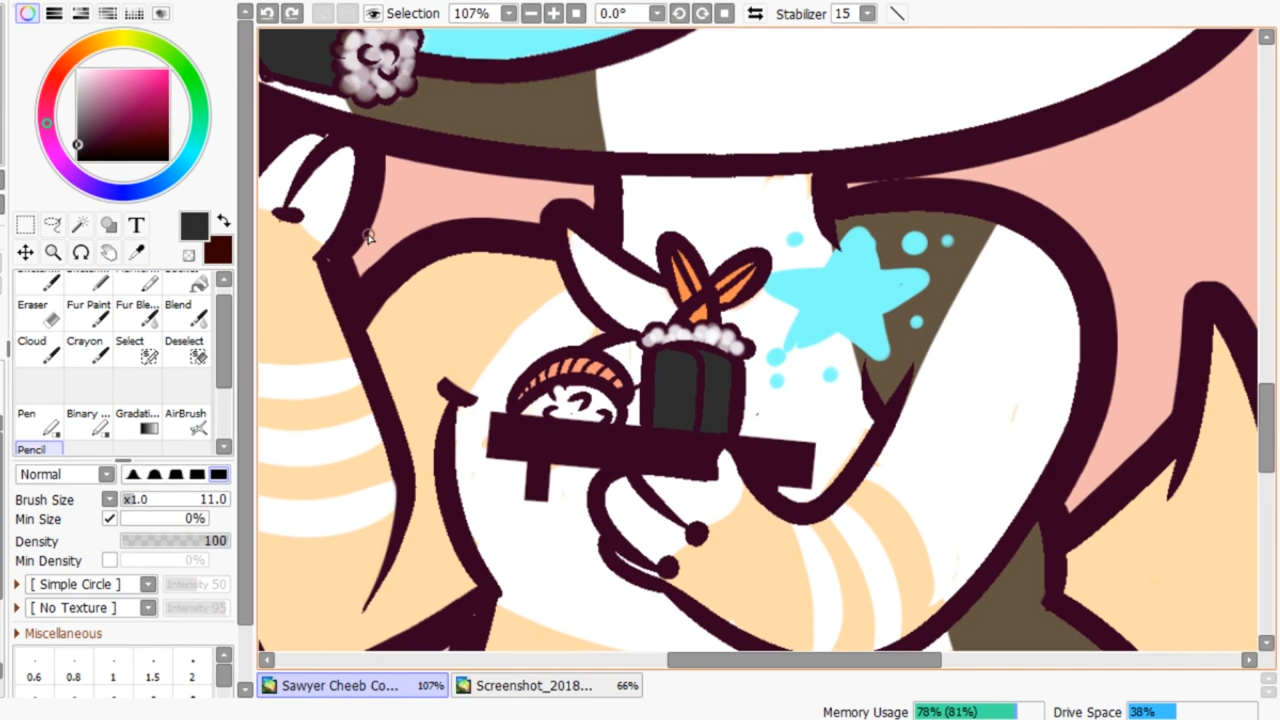 Selection 107% 0.0° Stabilizer 15
T
Eraser Fur Paint Fur Ble... Blend
Cloud Crayon Select Deselect
Pen Binary ... Gradati... AirBrush
Pencil
Normal
Brush Size x1.0 11.0
Min Size 0%
Density 100
Min Density 0%
[ Simple Circle ] Intensity 50
[ No Texture ] Intensity 95
Miscellaneous
0.6 0.8 1 1.5 2
Sawyer Cheeb Co... 107% Screenshot_2018... 66%
Memory Usage 78% (81%) Drive Space 38%